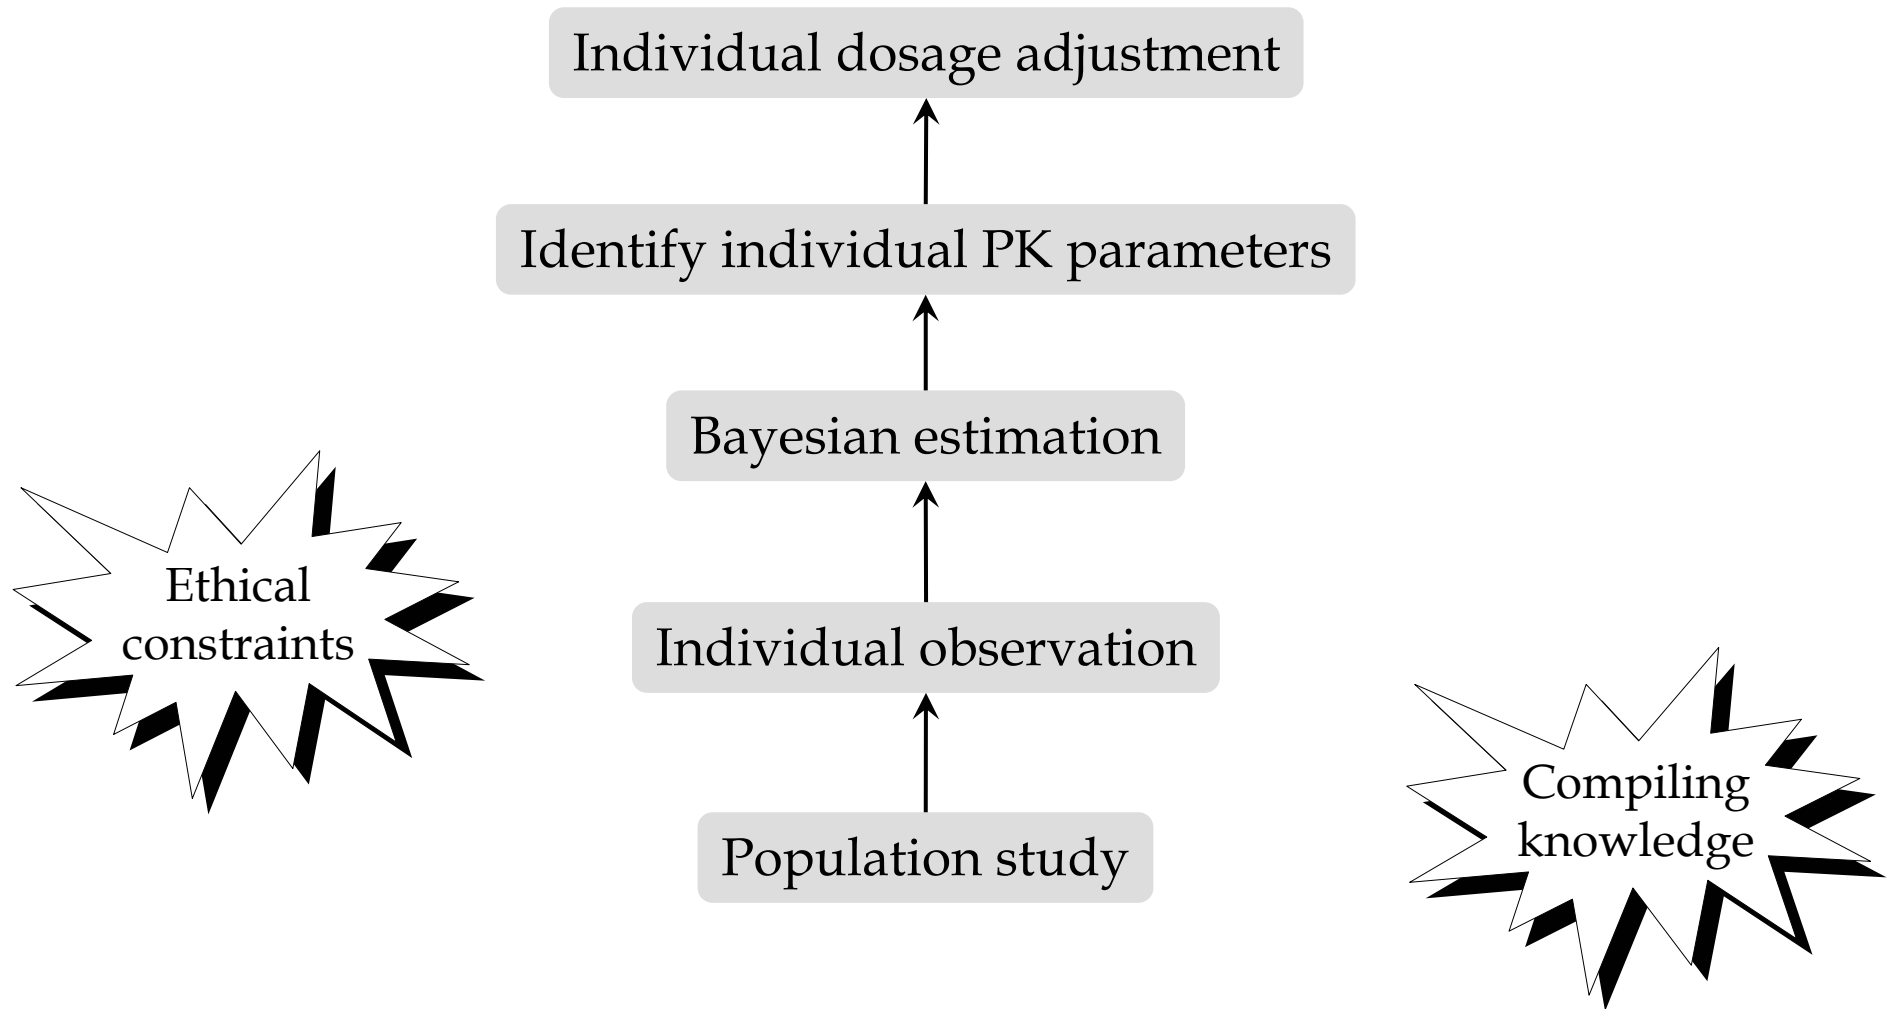 Individual dosage adjustment
Identify individual PK parameters
Bayesian estimation
Ethical
constraints
Individual observation
Compiling
knowledge
Population study